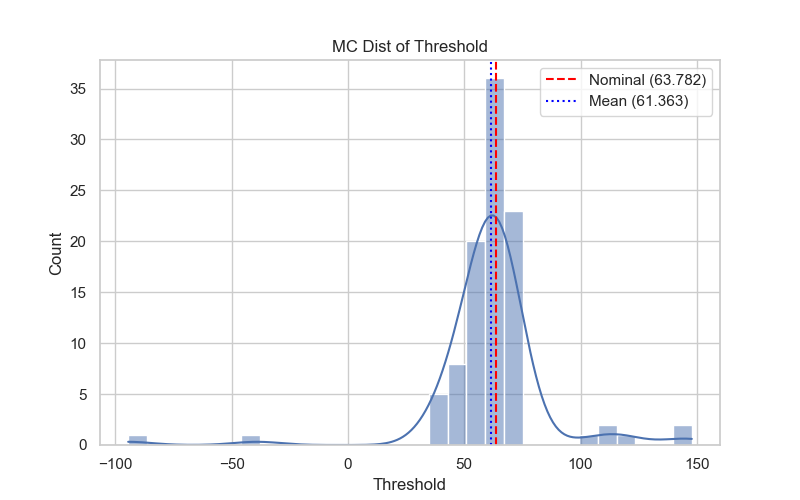 MC Dist of Threshold
Nominal (63.782)
Mean (61.363)
Count
35
30
25
20
15
10
5
0
−100
−50
0
50
100
150
Threshold